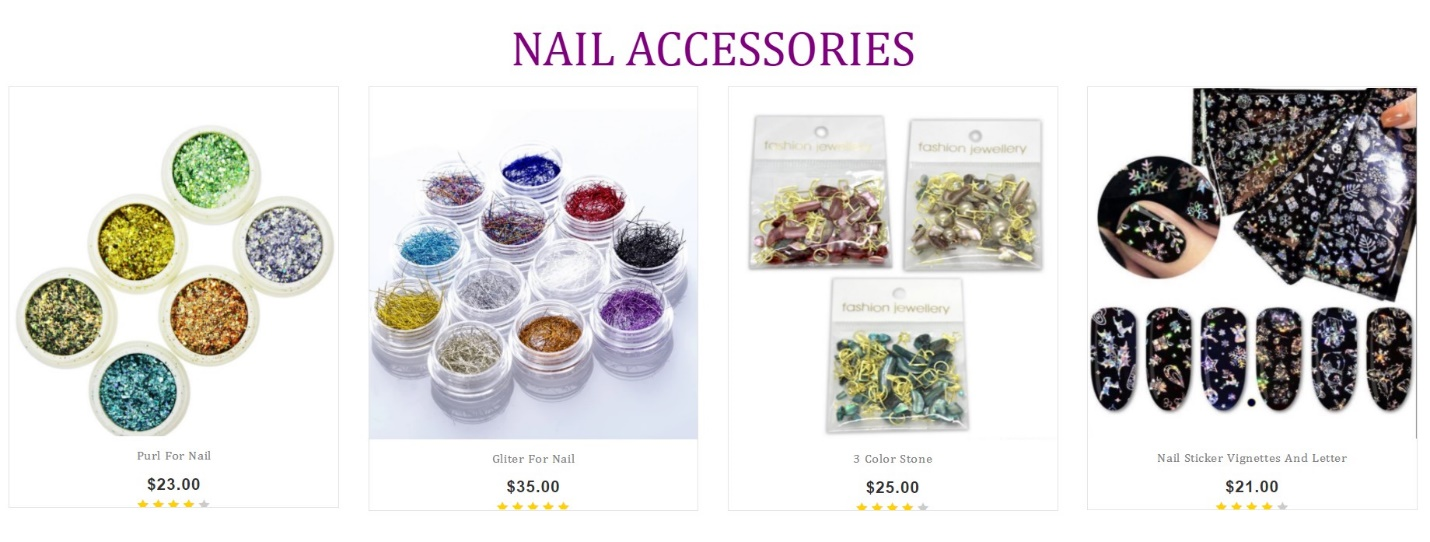 NAIL ACCESSORIES
fashion jewellery
fashion jewellery
fashion jewellery
Purl For Nail
$23.00
Gliter For Nail
$35.00
3 Color Stone
$25.00
Nail Sticker Vignettes And Letter
$21.00